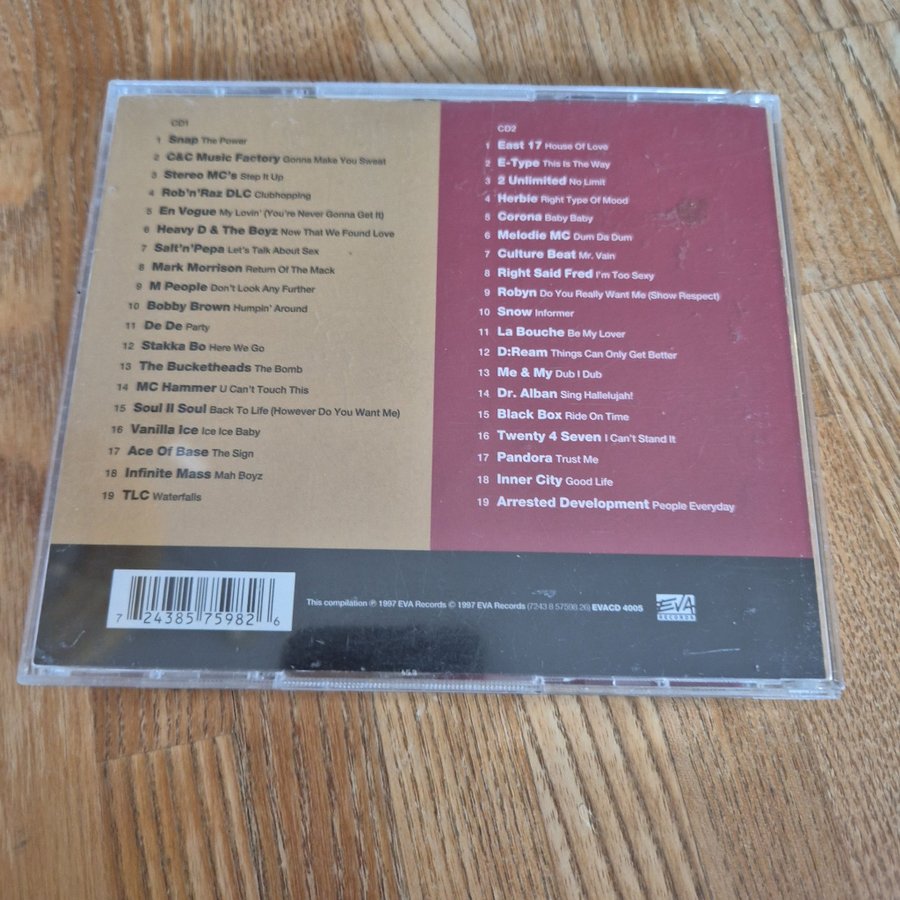 CD1
1 Snap The Power
2 C&C Music Factory Gonna Make You Sweat
3 Stereo MC's Step It Up
4 Rob'n'Raz DLC Clubhopping
5 En Vogue My Lovin' (You're Never Gonna Get It)
6 Heavy D & The Boyz Now That We Found Love
7 Salt'n'Pepa Let's Talk About Sex
8 Mark Morrison Return Of The Mack
9 M People Don't Look Any Further
10 Bobby Brown Humpin' Around
11 De De Party
12 Stakka Bo Here We Go
13 The Bucketheads The Bomb
14 MC Hammer U Can't Touch This
15 Soul II Soul Back To Life (However Do You Want Me)
16 Vanilla Ice Ice Ice Baby
17 Ace Of Base The Sign
18 Infinite Mass Mah Boyz
19 TLC Waterfalls
CD2
1 East 17 House Of Love
2 E-Type This Is The Way
3 2 Unlimited No Limit
4 Herbie Right Type Of Mood
5 Corona Baby Baby
6 Melodie MC Dum Da Dum
7 Culture Beat Mr. Vain
8 Right Said Fred I'm Too Sexy
9 Robyn Do You Really Want Me (Show Respect)
10 Snow Informer
11 La Bouche Be My Lover
12 D:Ream Things Can Only Get Better
13 Me & My Dub I Dub
14 Dr. Alban Sing Hallelujah!
15 Black Box Ride On Time
16 Twenty 4 Seven I Can't Stand It
17 Pandora Trust Me
18 Inner City Good Life
19 Arrested Development People Everyday
7 24385 75982 6
This compilation ℗ 1997 EVA Records © 1997 EVA Records (7243 8 57598 26) EVACD 4005
EVA
RECORDS